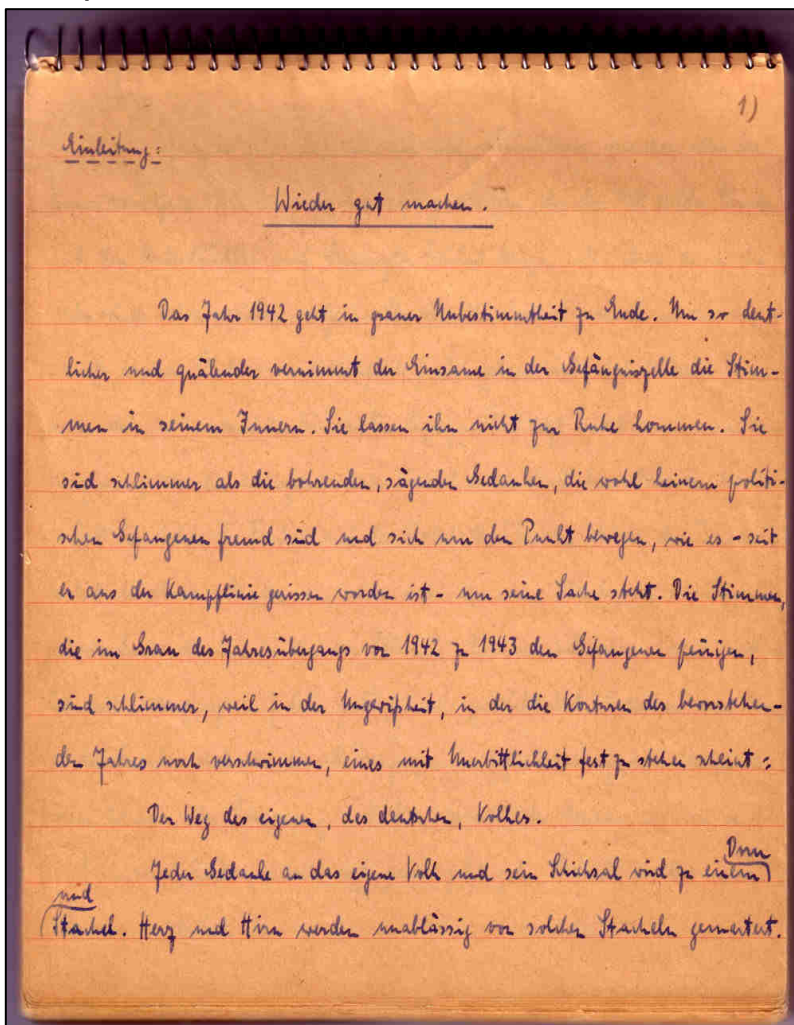 1)
Einleitung:
Wieder gut machen.
Das Jahr 1942 geht in grauer Unbestimmtheit zu Ende. Um so deut-
licher und quälender vernimmt der Einsame in der Gefängniszelle die Stim-
men in seinem Innern. Sie lassen ihn nicht zur Ruhe kommen. Sie
sind schlimmer als die bohrenden, sägenden Gedanken, die wohl keinem politi-
schen Gefangenen fremd sind und sich um den Punkt bewegen, wie es - seit
er aus der Kampflinie gerissen worden ist - um seine Sache steht. Die Stimmen,
die im Grau des Jahresübergangs von 1942 zu 1943 den Gefangenen peinigen,
sind schlimmer, weil in der Ungewißheit, in der die Konturen des bevorstehen-
den Jahres noch verschwimmen, eines mit Unerbittlichkeit fest zu stehen scheint:
Der Weg des eigenen, des deutschen, Volkes.
Jeder Gedanke an das eigene Volk und sein Schicksal wird zu einem Dorn
und Stachel. Herz und Hirn werden unablässig von solchen Stacheln gemartert.